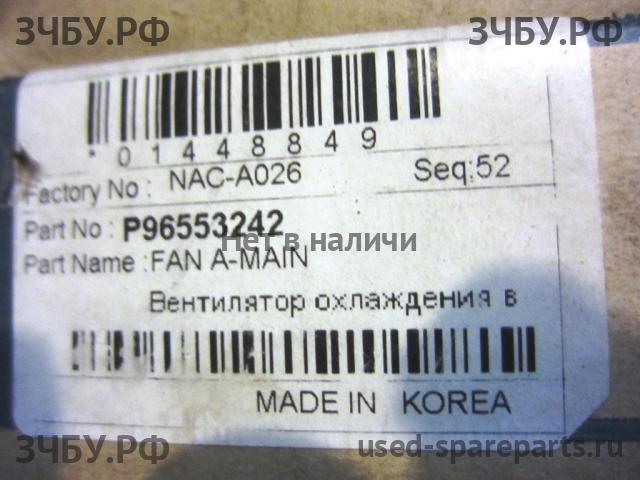 ЗЧБУ.РФ ЗЧБУ.РФ
*01448849
Factory No : NAC-A026 Seq:52
Part No : P96553242
Нет в наличи
Part Name : FAN A-MAIN
Вентилятор охлаждения в
MADE IN KOREA
ЗЧБУ.РФ used-spareparts.ru